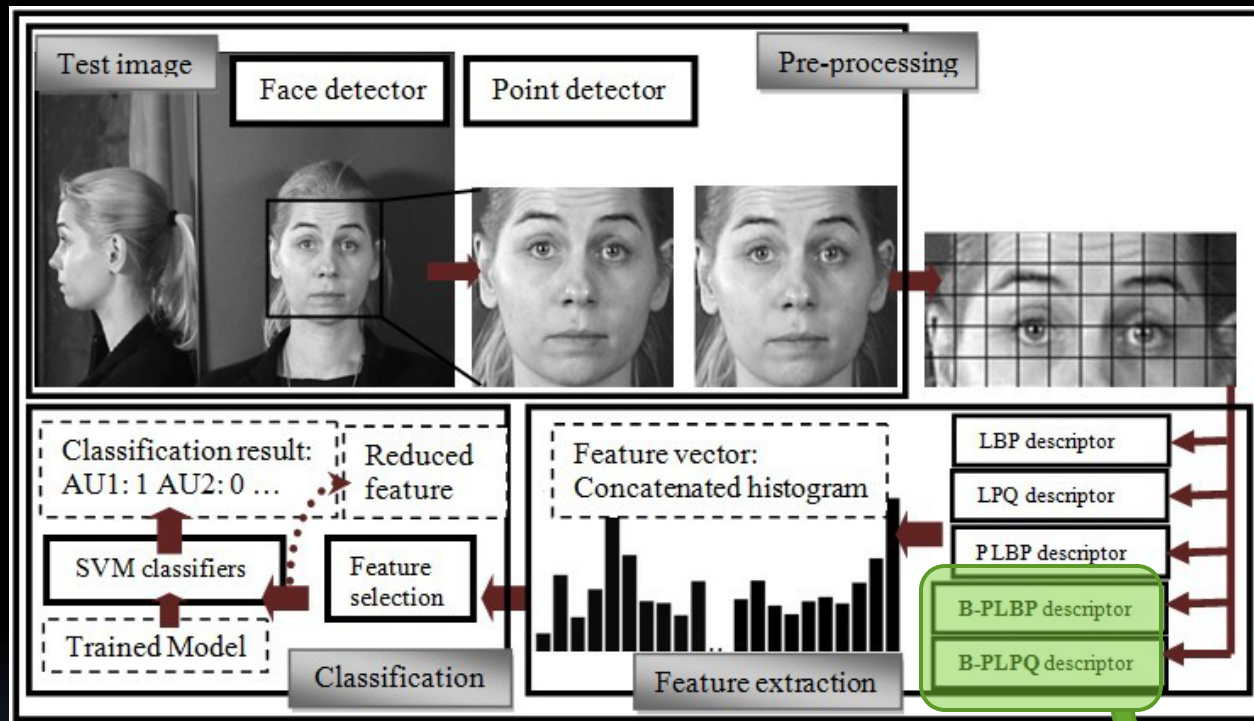 Test image
Face detector
Point detector
Pre-processing
LBP descriptor
LPQ descriptor
PLBP descriptor
B-PLBP descriptor
B-PLPQ descriptor
Feature vector:
Concatenated histogram
..
Feature extraction
Feature
selection
Reduced
feature
Classification result:
AU1: 1 AU2: 0 …
SVM classifiers
Trained Model
Classification